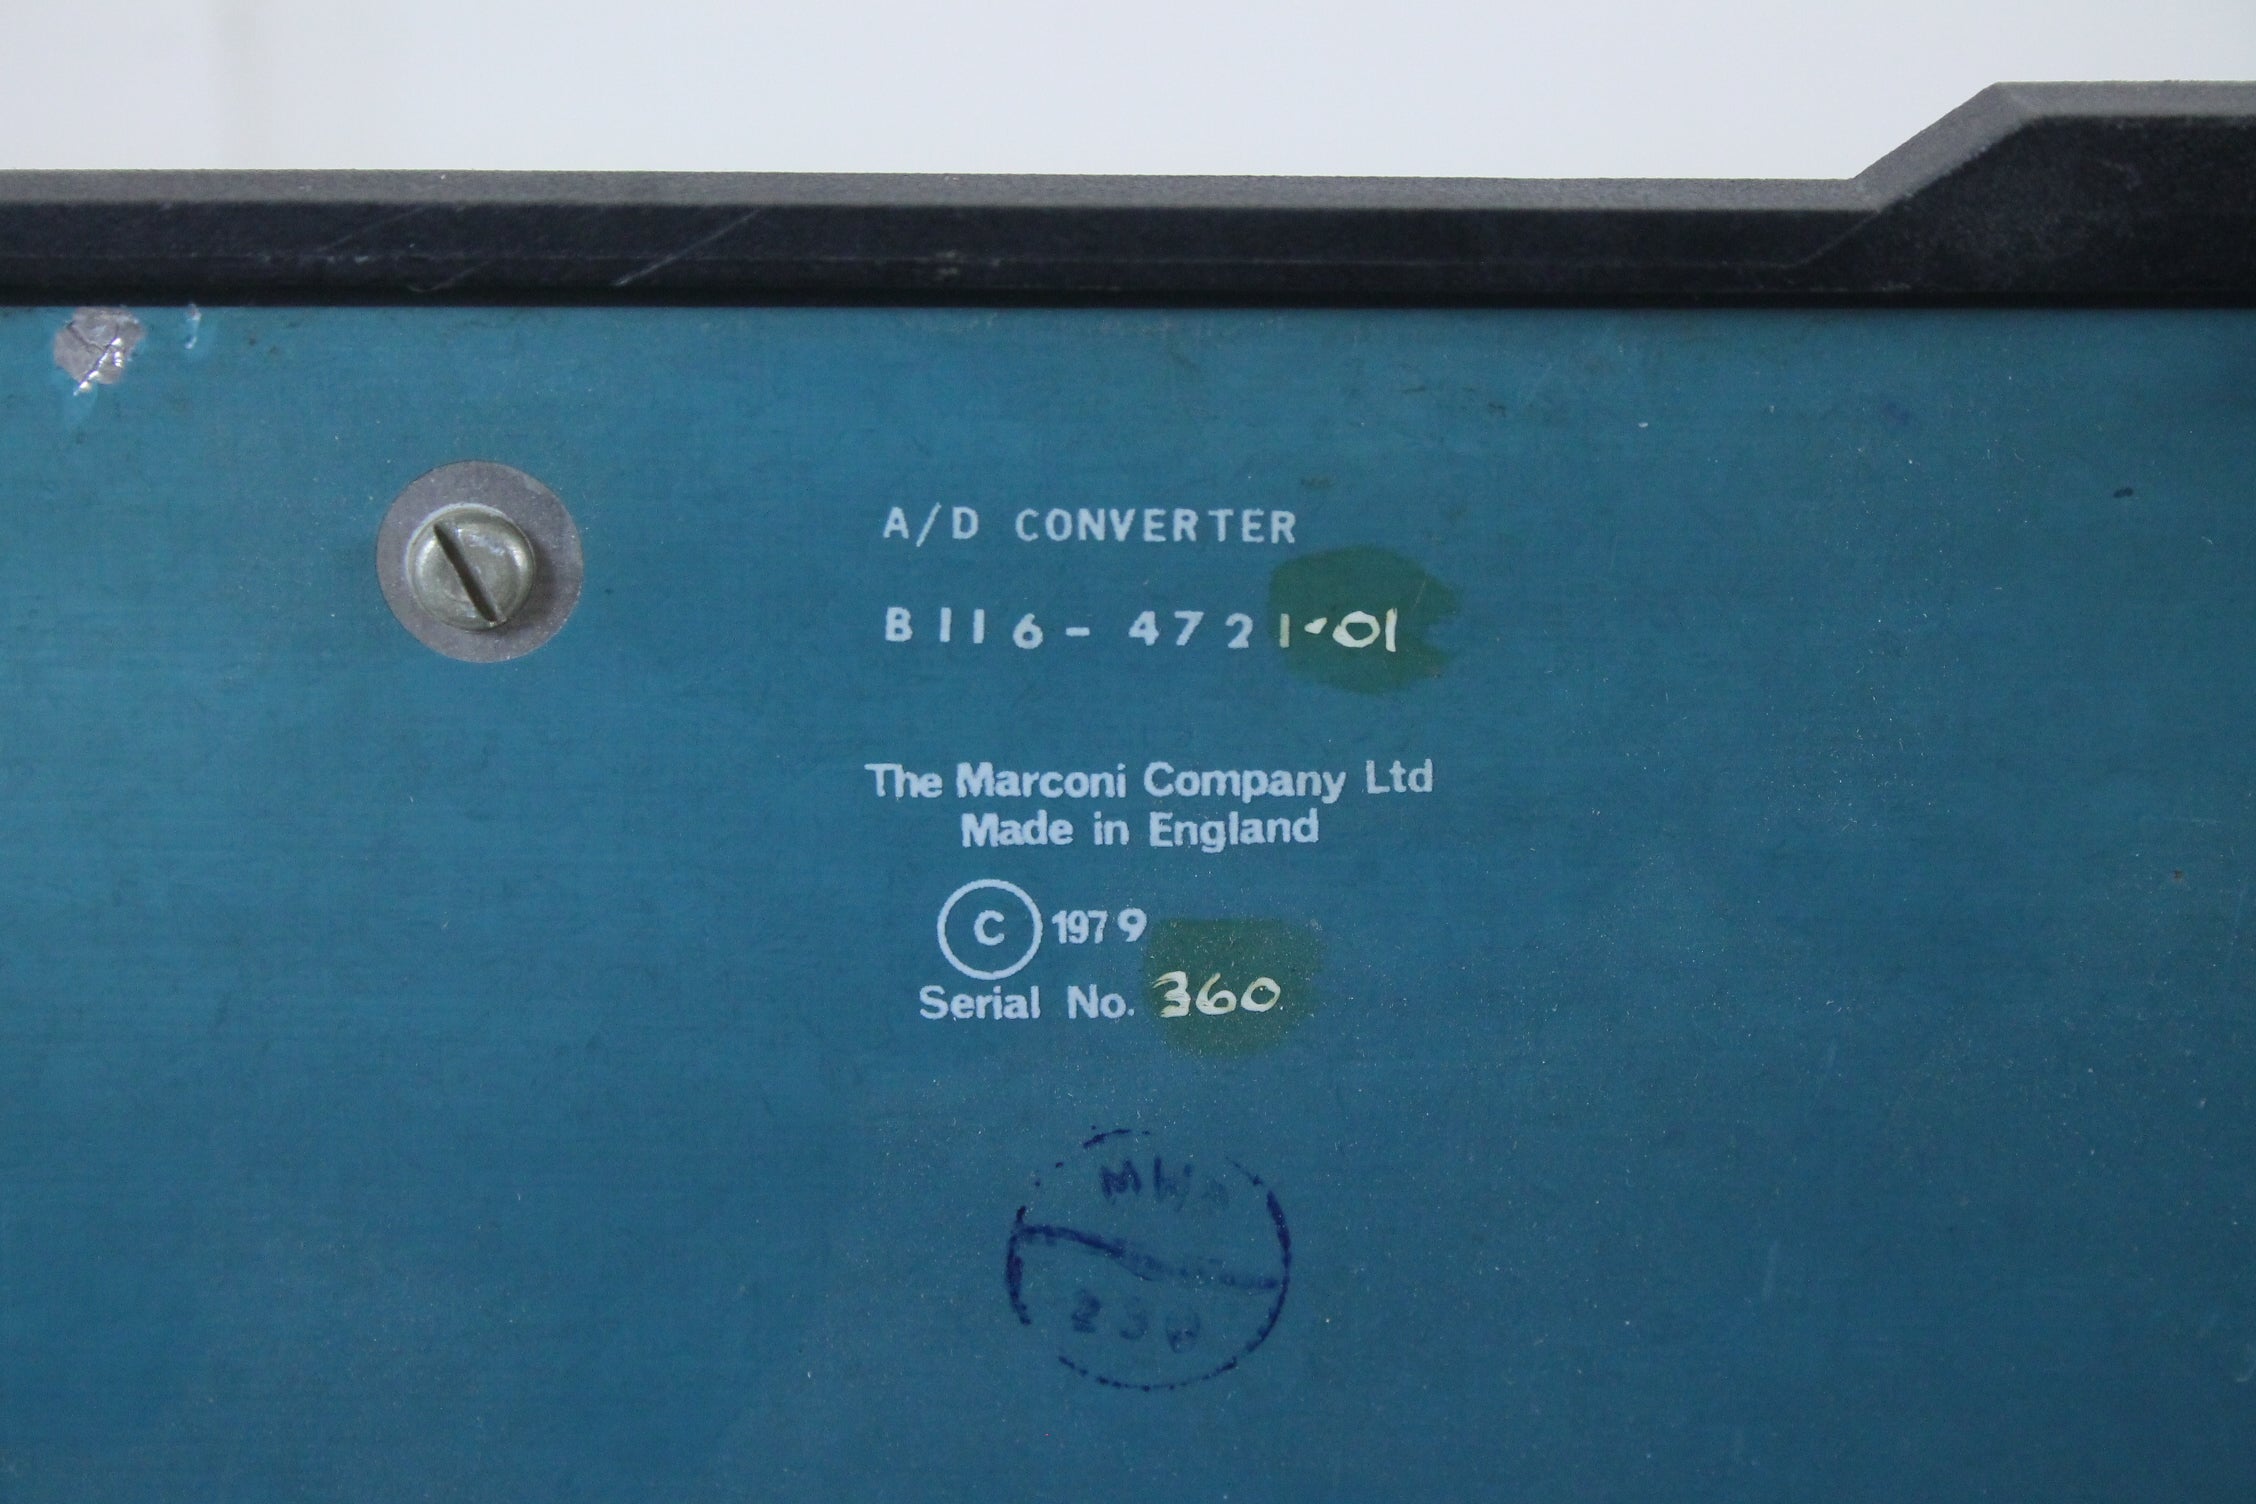 A/D CONVERTER
B116-4721-01
The Marconi Company Ltd
Made in England
© 1979
Serial No. 360